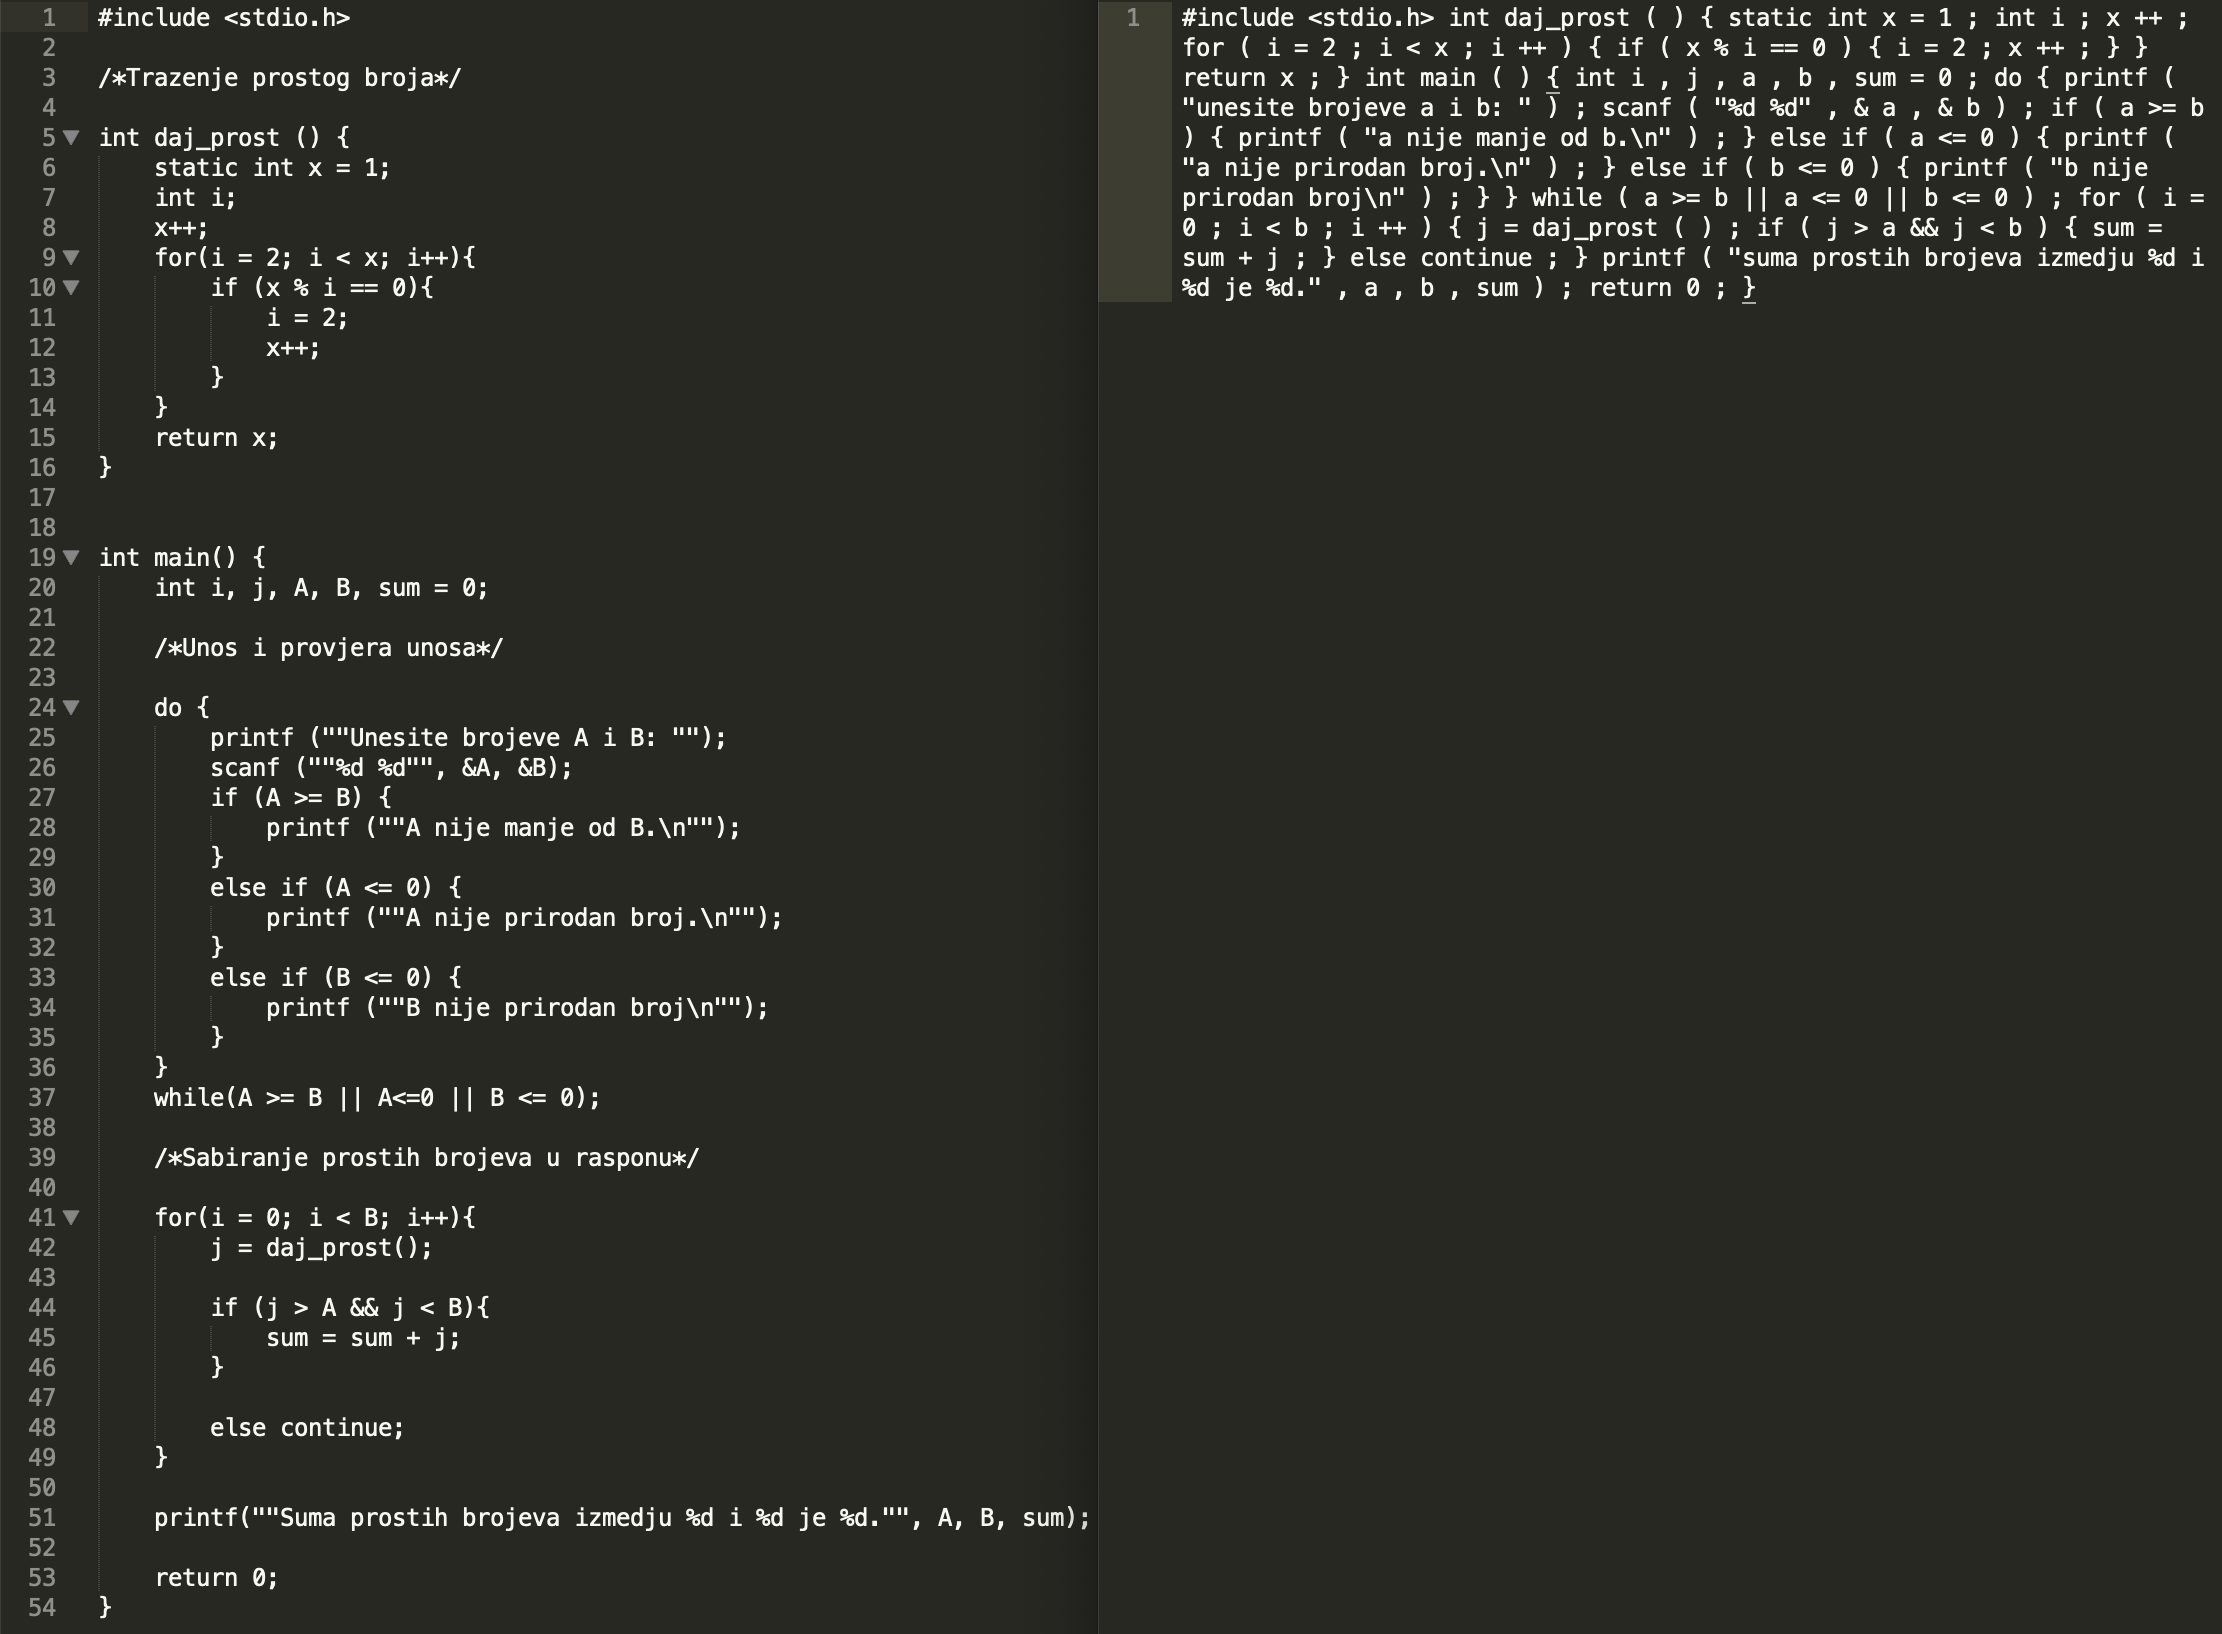 1 #include <stdio.h>
2
3 /*Trazenje prostog broja*/
4
5 int daj_prost () {
6     static int x = 1;
7     int i;
8     x++;
9     for(i = 2; i < x; i++){
10         if (x % i == 0){
11             i = 2;
12             x++;
13         }
14     }
15     return x;
16 }
17
18
19 int main() {
20     int i, j, A, B, sum = 0;
21
22     /*Unos i provjera unosa*/
23
24     do {
25         printf (""Unesite brojeve A i B: "");
26         scanf (""%d %d"", &A, &B);
27         if (A >= B) {
28             printf (""A nije manje od B.\n"");
29         }
30         else if (A <= 0) {
31             printf (""A nije prirodan broj.\n"");
32         }
33         else if (B <= 0) {
34             printf (""B nije prirodan broj\n"");
35         }
36     }
37     while(A >= B || A<=0 || B <= 0);
38
39     /*Sabiranje prostih brojeva u rasponu*/
40
41     for(i = 0; i < B; i++){
42         j = daj_prost();
43
44         if (j > A && j < B){
45             sum = sum + j;
46         }
47
48         else continue;
49     }
50
51     printf(""Suma prostih brojeva izmedju %d i %d je %d."", A, B, sum);
52
53     return 0;
54 }
1 #include <stdio.h> int daj_prost ( ) { static int x = 1 ; int i ; x ++ ;
for ( i = 2 ; i < x ; i ++ ) { if ( x % i == 0 ) { i = 2 ; x ++ ; } }
return x ; } int main ( ) { int i , j , a , b , sum = 0 ; do { printf (
"unesite brojeve a i b: " ) ; scanf ( "%d %d" , & a , & b ) ; if ( a >= b
) { printf ( "a nije manje od b.\n" ) ; } else if ( a <= 0 ) { printf (
"a nije prirodan broj.\n" ) ; } else if ( b <= 0 ) { printf ( "b nije
prirodan broj\n" ) ; } } while ( a >= b || a <= 0 || b <= 0 ) ; for ( i =
0 ; i < b ; i ++ ) { j = daj_prost ( ) ; if ( j > a && j < b ) { sum =
sum + j ; } else continue ; } printf ( "suma prostih brojeva izmedju %d i
%d je %d." , a , b , sum ) ; return 0 ; }